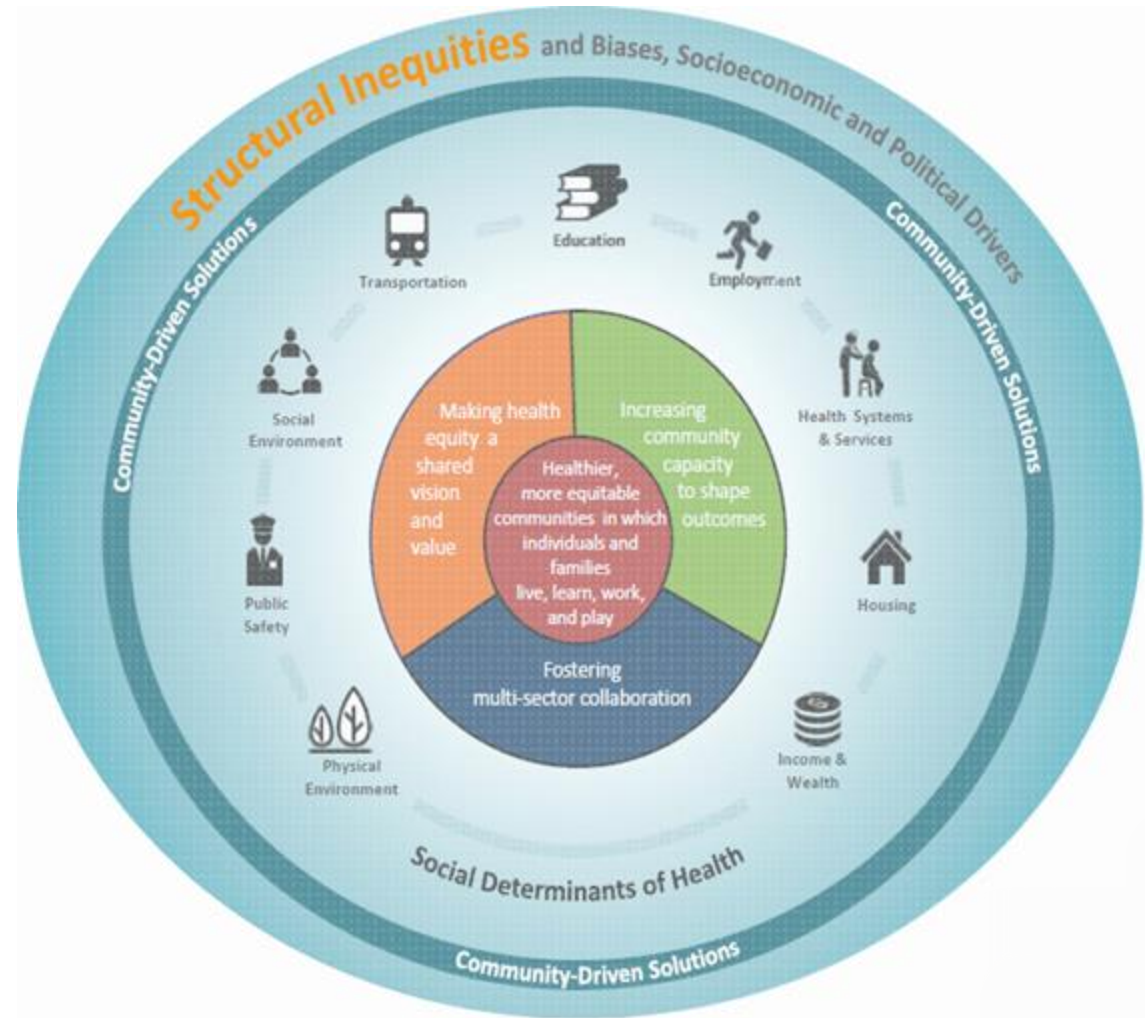 Structural Inequities and Biases, Socioeconomic and Political Drivers
Community-Driven Solutions
Community-Driven Solutions
Education
Transportation
Employment
Social
Environment
Health Systems
& Services
Public
Safety
Housing
Physical
Environment
Income &
Wealth
Making health
equity a
shared
vision
and
value
Increasing
community
capacity
to shape
outcomes
Healthier,
more equitable
communities in which
individuals and
families
live, learn, work,
and play
Fostering
multi-sector collaboration
Social Determinants of Health
Community-Driven Solutions